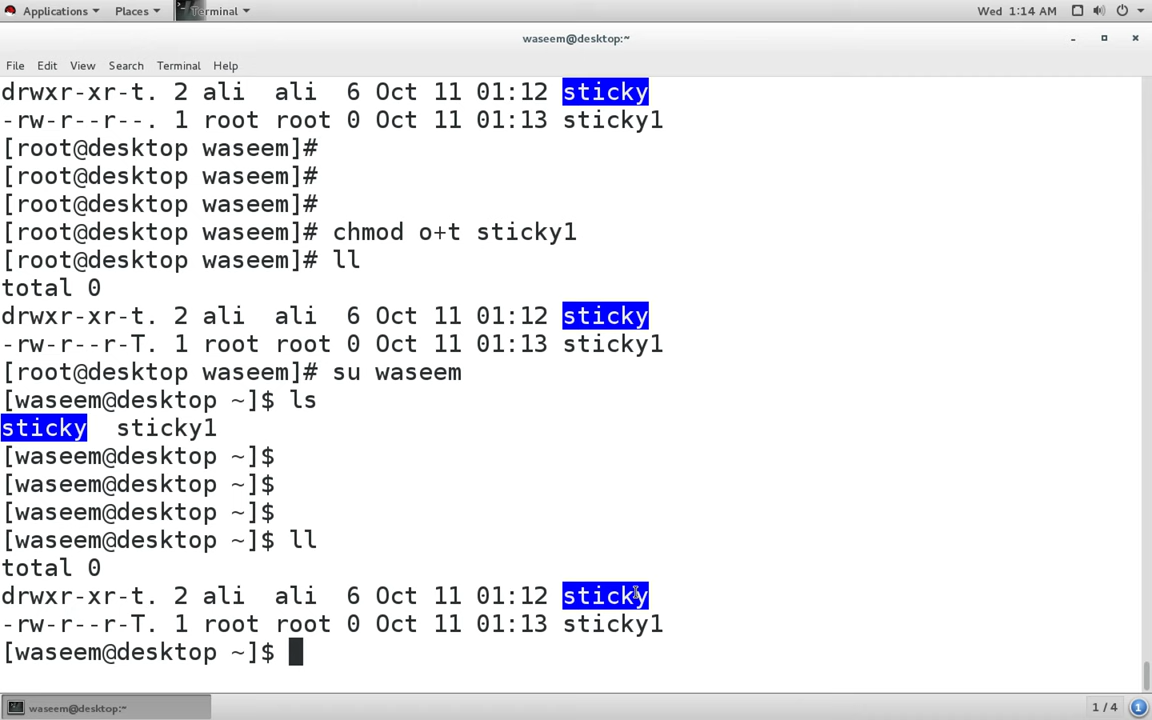 Applications Places Terminal Wed 1:14 AM
waseem@desktop:~
File Edit View Search Terminal Help
drwxr-xr-t. 2 ali  ali  6 Oct 11 01:12 sticky
-rw-r--r--. 1 root root 0 Oct 11 01:13 sticky1
[root@desktop waseem]#
[root@desktop waseem]#
[root@desktop waseem]#
[root@desktop waseem]# chmod o+t sticky1
[root@desktop waseem]# ll
total 0
drwxr-xr-t. 2 ali  ali  6 Oct 11 01:12 sticky
-rw-r--r-T. 1 root root 0 Oct 11 01:13 sticky1
[root@desktop waseem]# su waseem
[waseem@desktop ~]$ ls
sticky  sticky1
[waseem@desktop ~]$
[waseem@desktop ~]$
[waseem@desktop ~]$
[waseem@desktop ~]$ ll
total 0
drwxr-xr-t. 2 ali  ali  6 Oct 11 01:12 sticky
-rw-r--r-T. 1 root root 0 Oct 11 01:13 sticky1
[waseem@desktop ~]$
waseem@desktop:~ 1 / 4 1